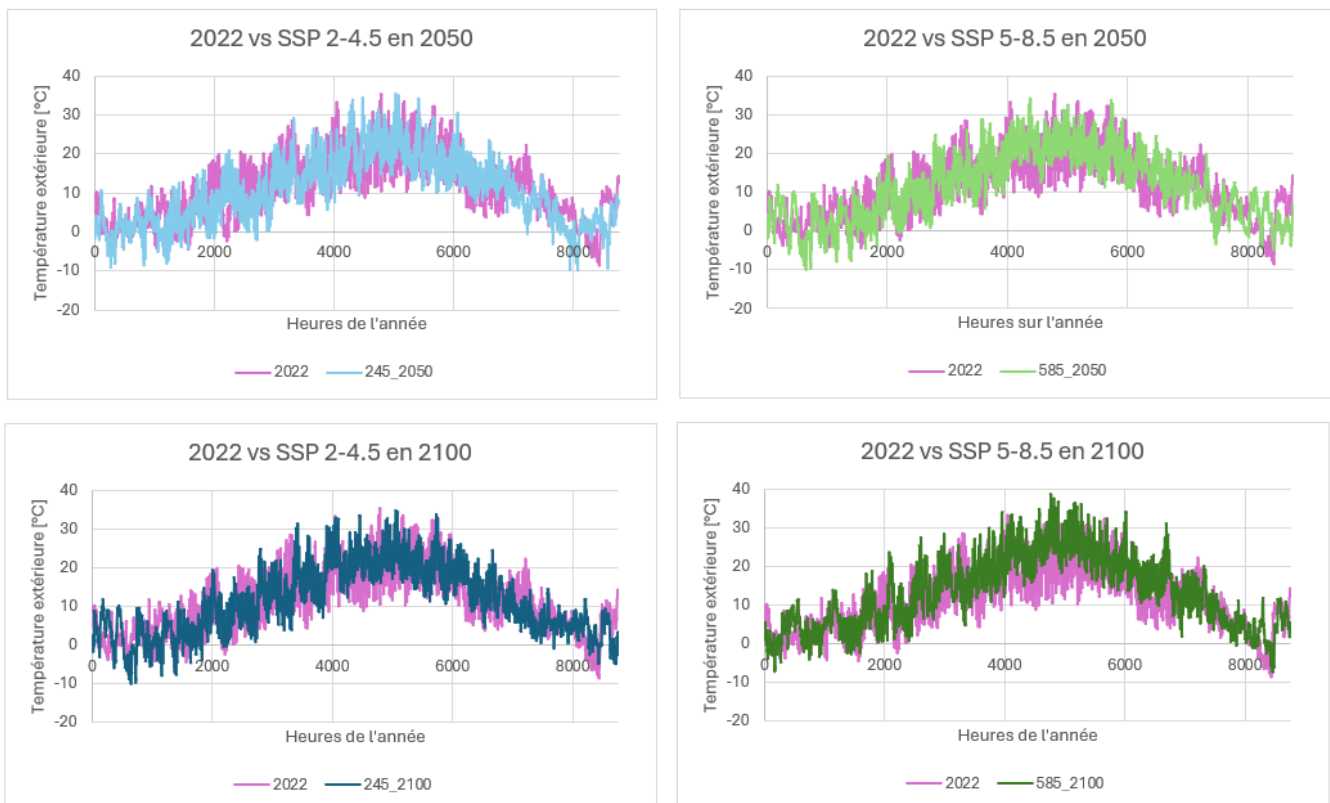 2022 vs SSP 2-4.5 en 2050
Température extérieure [°C]
40
30
20
10
0
-10
-20
0 2000 4000 6000 8000
Heures de l'année
2022 245_2050
2022 vs SSP 5-8.5 en 2050
Température extérieure [°C]
40
30
20
10
0
-10
-20
0 2000 4000 6000 8000
Heures sur l'année
2022 585_2050
2022 vs SSP 2-4.5 en 2100
Température extérieure [°C]
40
30
20
10
0
-10
-20
0 2000 4000 6000 8000
Heures de l'année
2022 245_2100
2022 vs SSP 5-8.5 en 2100
Température extérieure [°C]
40
30
20
10
0
-10
-20
0 2000 4000 6000 8000
Heures de l'année
2022 585_2100